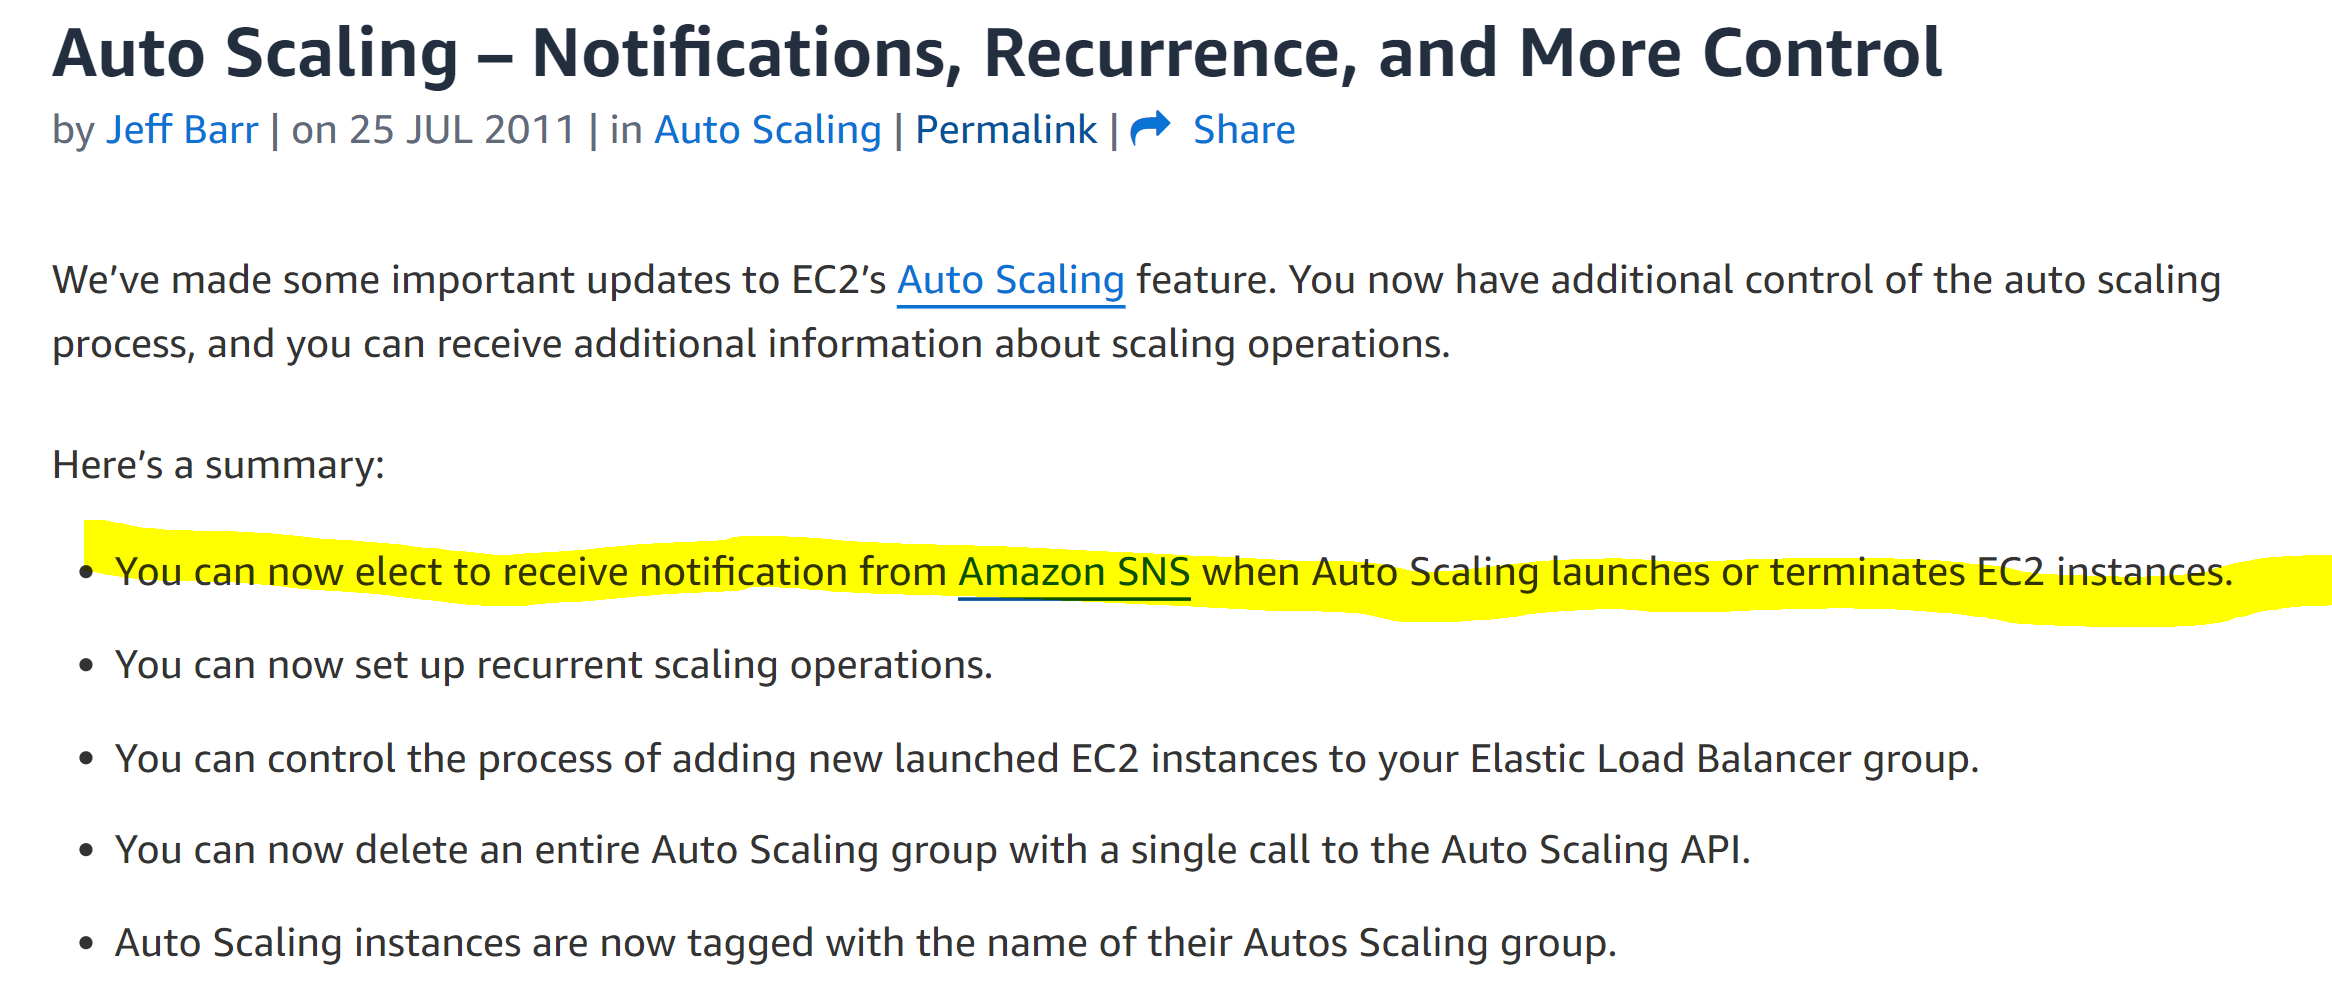 Auto Scaling – Notifications, Recurrence, and More Control
by Jeff Barr | on 25 JUL 2011 | in Auto Scaling | Permalink | Share
We’ve made some important updates to EC2’s Auto Scaling feature. You now have additional control of the auto scaling
process, and you can receive additional information about scaling operations.
Here’s a summary:
• You can now elect to receive notification from Amazon SNS when Auto Scaling launches or terminates EC2 instances.
• You can now set up recurrent scaling operations.
• You can control the process of adding new launched EC2 instances to your Elastic Load Balancer group.
• You can now delete an entire Auto Scaling group with a single call to the Auto Scaling API.
• Auto Scaling instances are now tagged with the name of their Autos Scaling group.